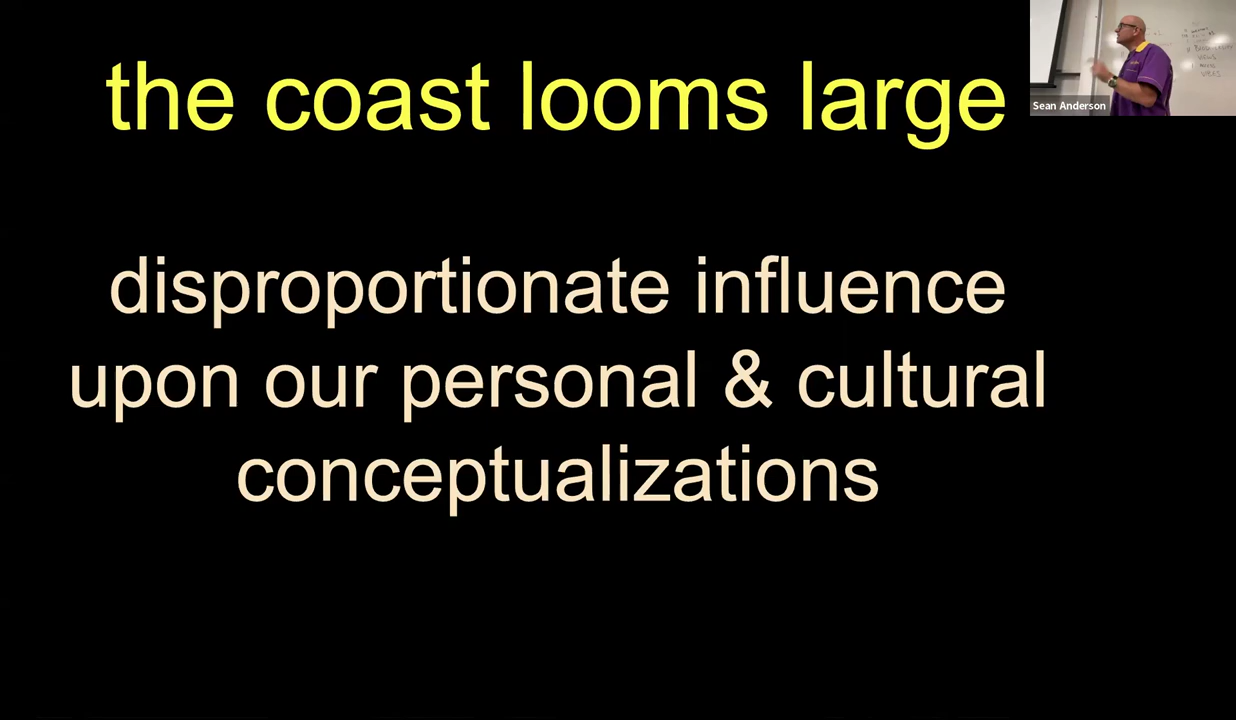 the coast looms large
disproportionate influence
upon our personal & cultural
conceptualizations
Sean Anderson